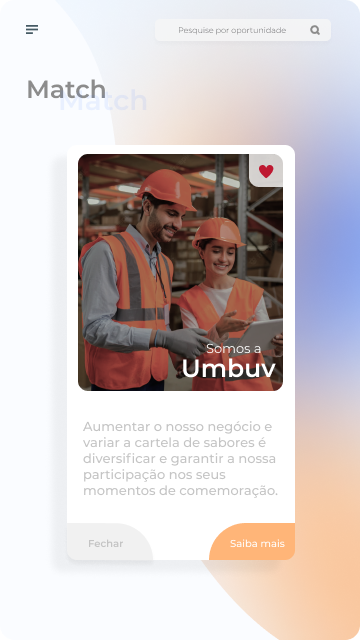 Pesquise por oportunidade
Match
Match
Somos a
Umbuv
Aumentar o nosso negócio e
variar a cartela de sabores é
diversificar e garantir a nossa
participação nos seus
momentos de comemoração.
Fechar
Saiba mais